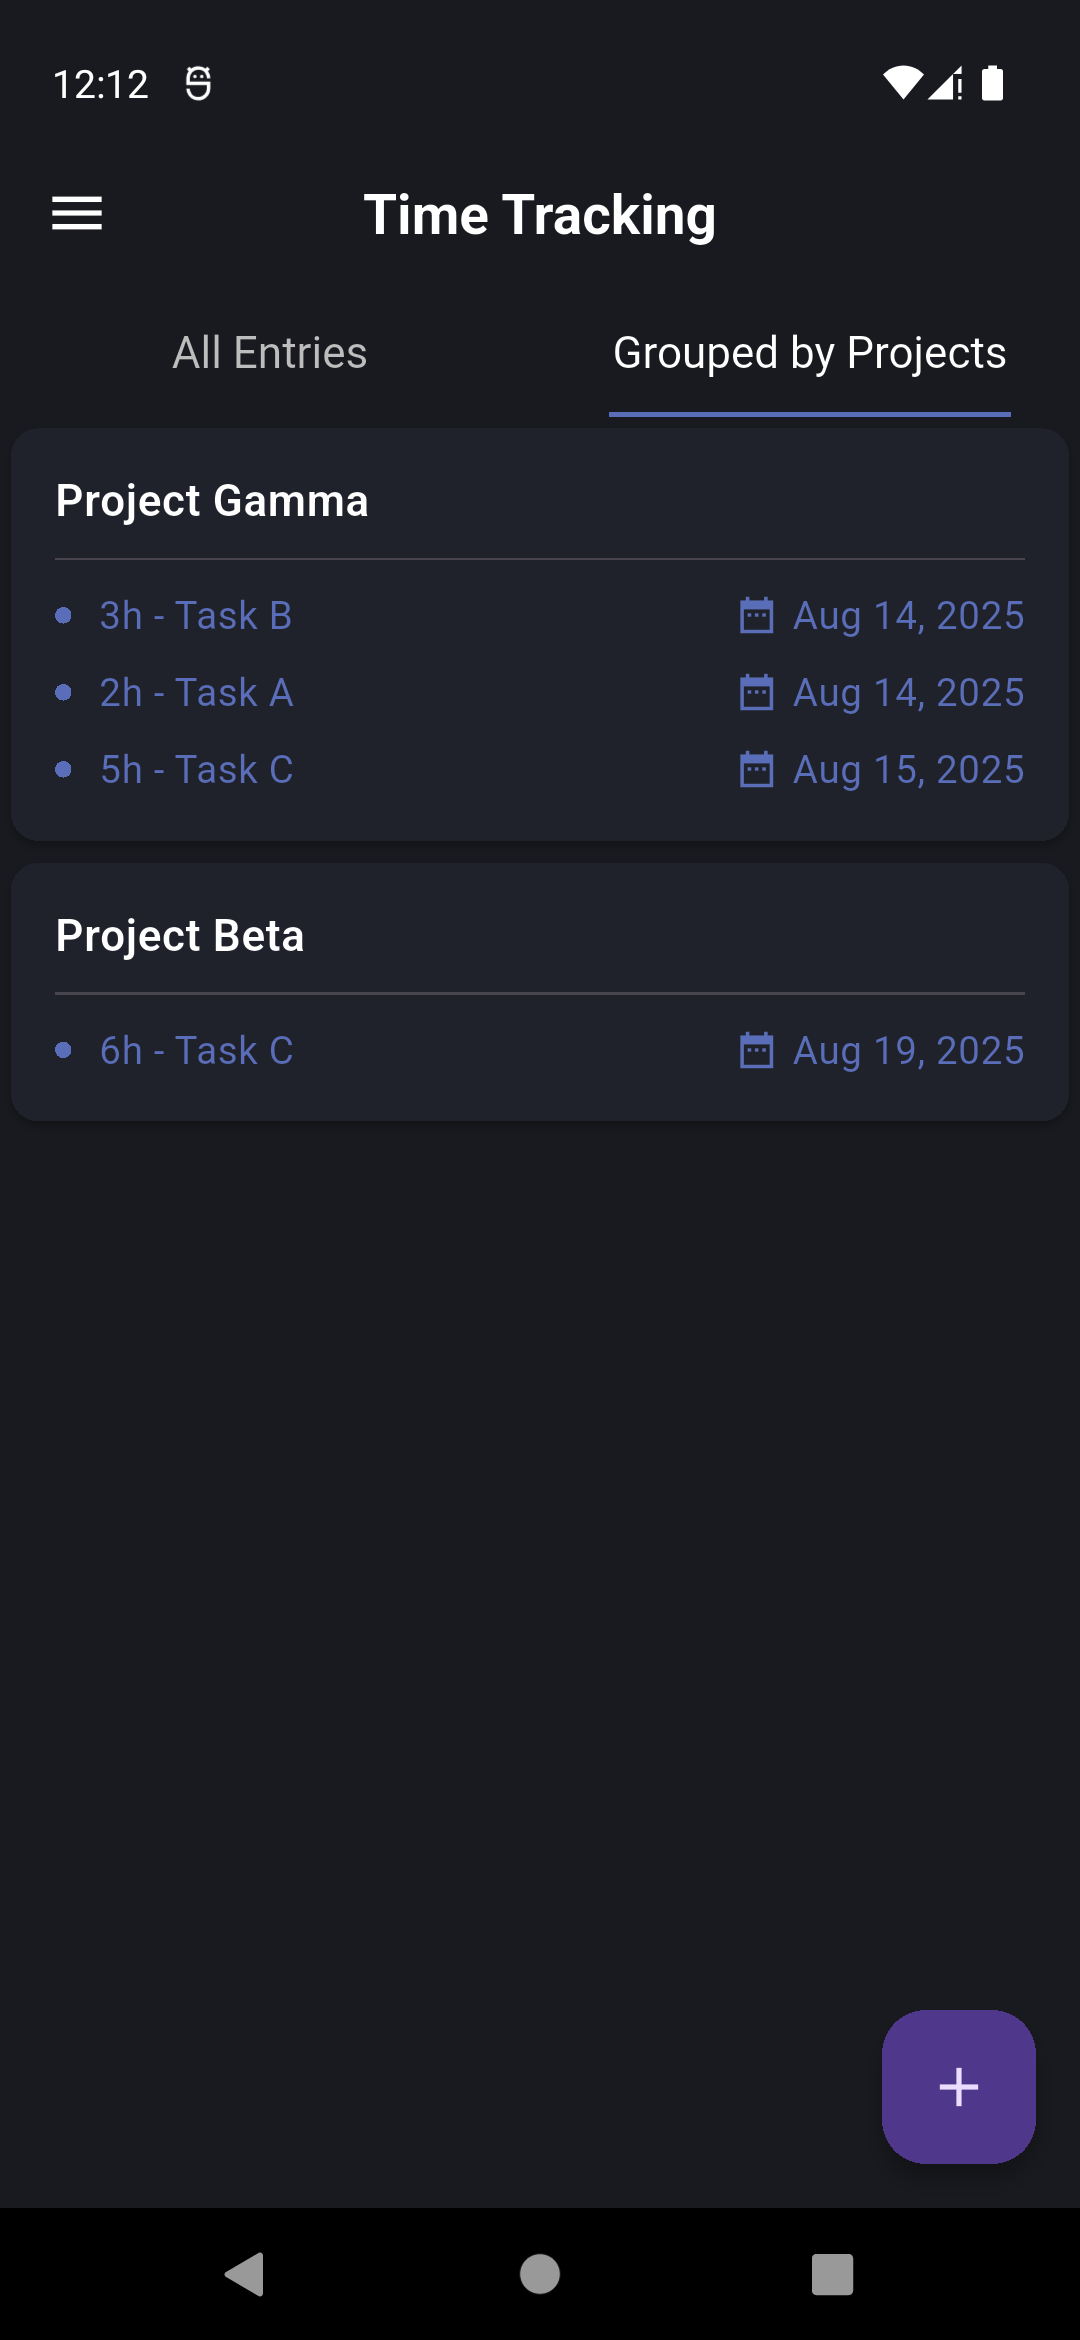 12:12
Time Tracking
All Entries Grouped by Projects
Project Gamma
3h - Task B Aug 14, 2025
2h - Task A Aug 14, 2025
5h - Task C Aug 15, 2025
Project Beta
6h - Task C Aug 19, 2025